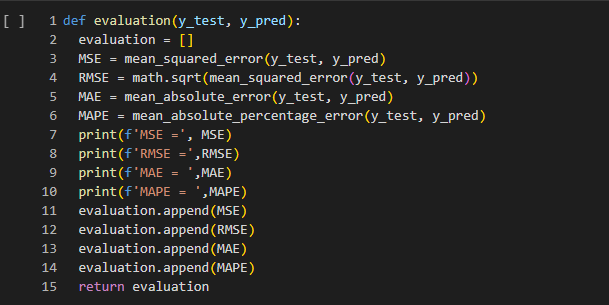 [ ] 1 def evaluation(y_test, y_pred):
2   evaluation = []
3   MSE = mean_squared_error(y_test, y_pred)
4   RMSE = math.sqrt(mean_squared_error(y_test, y_pred))
5   MAE = mean_absolute_error(y_test, y_pred)
6   MAPE = mean_absolute_percentage_error(y_test, y_pred)
7   print(f'MSE =', MSE)
8   print(f'RMSE =',RMSE)
9   print(f'MAE = ',MAE)
10   print(f'MAPE = ',MAPE)
11   evaluation.append(MSE)
12   evaluation.append(RMSE)
13   evaluation.append(MAE)
14   evaluation.append(MAPE)
15   return evaluation